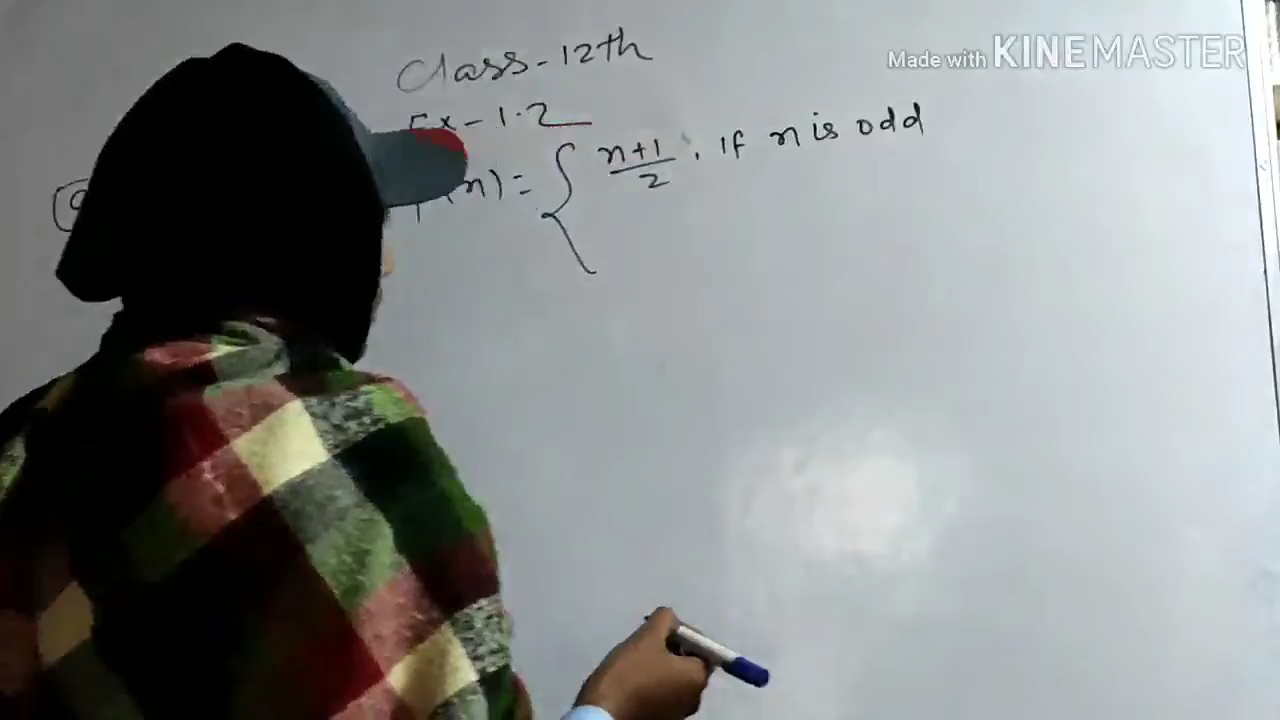 Made with KINEMASTER
Class-12th
Ex-1.2
(n) = { n+1/2 , if n is odd